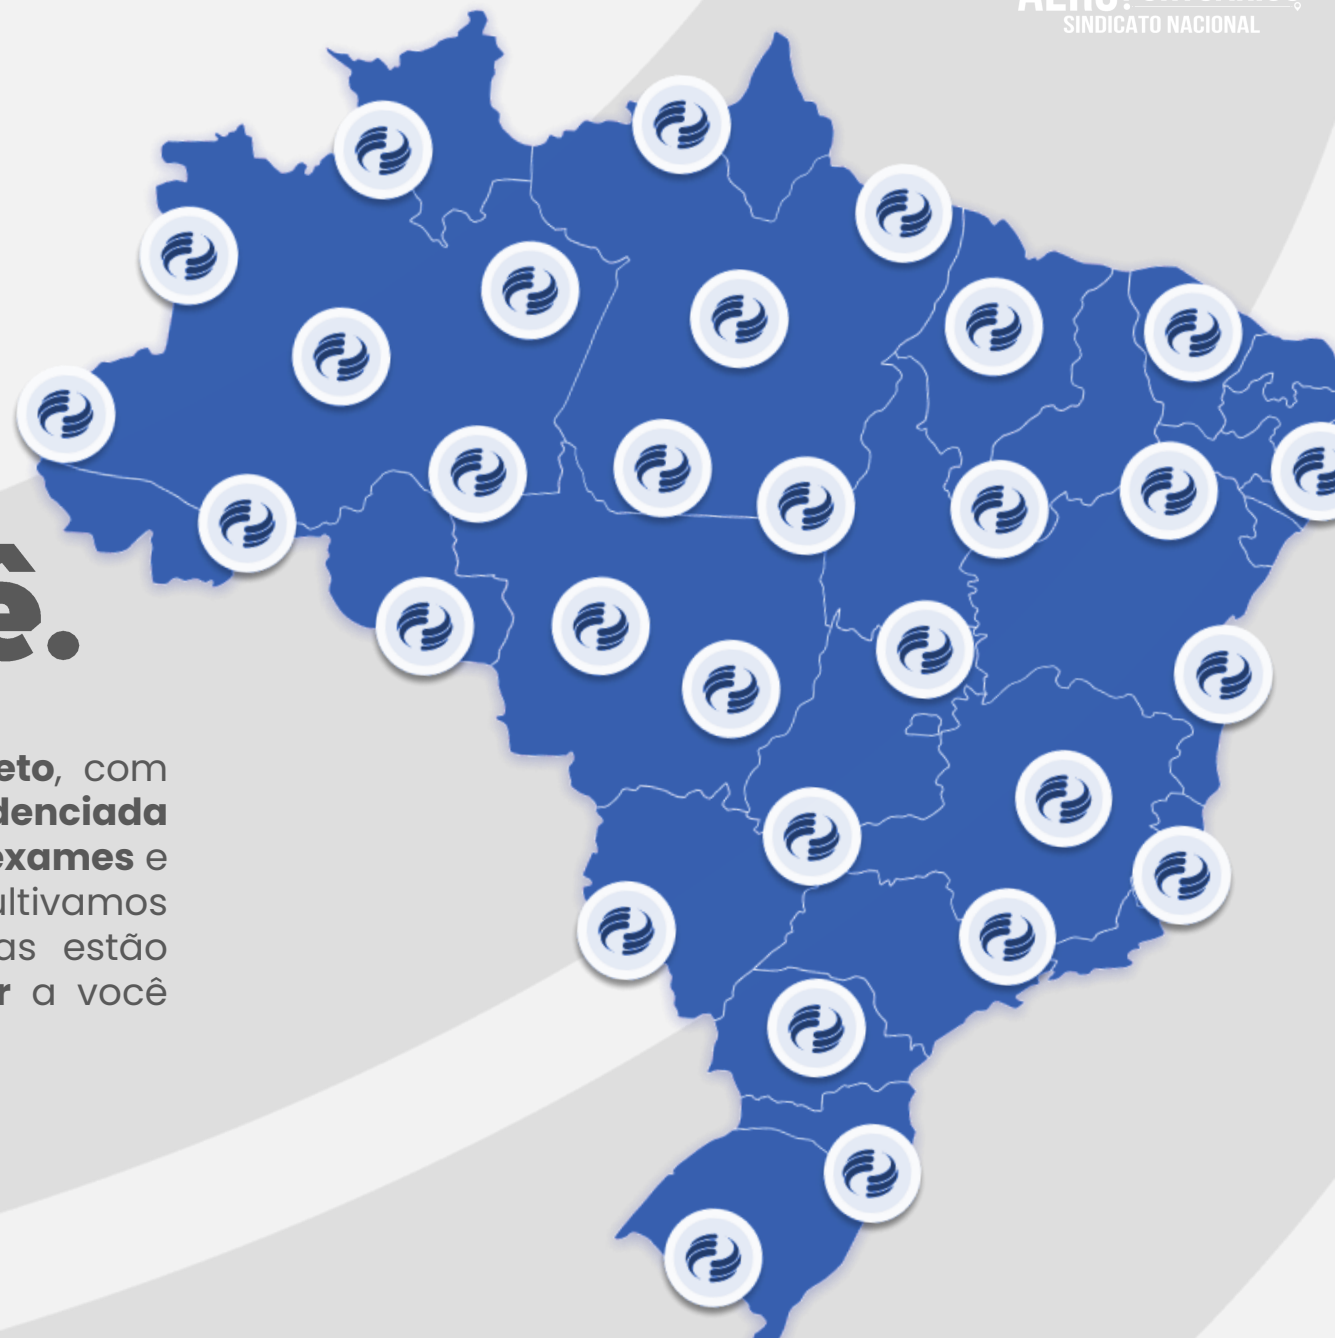 SINDICATO NACIONAL
ê.
eto, com
denciada
exames e
ultivamos
as estão
r a você